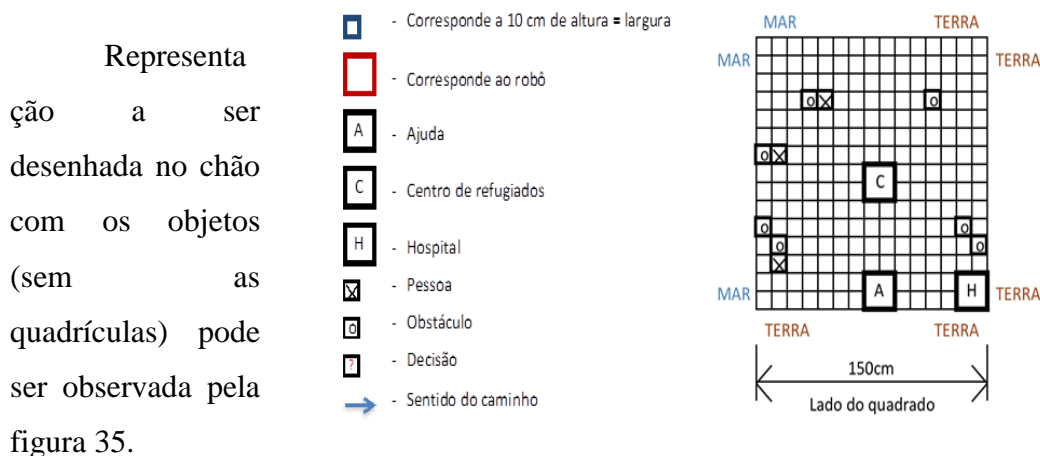 Representa
ção a ser
desenhada no chão
com os objetos
(sem as
quadrículas) pode
ser observada pela
figura 35.
- Corresponde a 10 cm de altura = largura
- Corresponde ao robô
A - Ajuda
C - Centro de refugiados
H - Hospital
X - Pessoa
o - Obstáculo
? - Decisão
- Sentido do caminho
MAR TERRA
MAR TERRA
o X o
o X
C
o o
o o
X
MAR A H TERRA
TERRA TERRA
150cm
Lado do quadrado